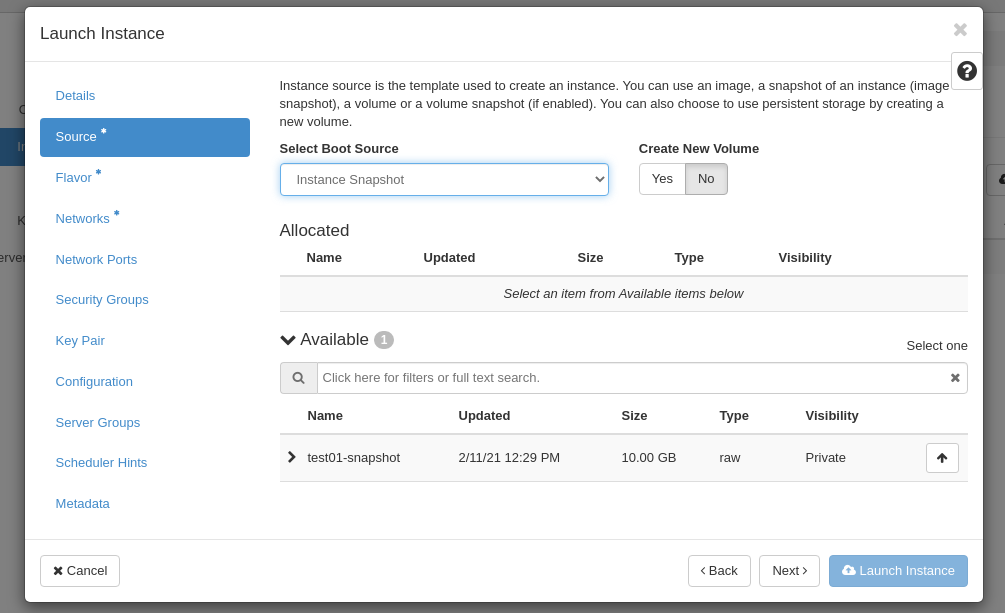 Launch Instance
Details
Source *
Flavor *
Networks *
Network Ports
Security Groups
Key Pair
Configuration
Server Groups
Scheduler Hints
Metadata
Instance source is the template used to create an instance. You can use an image, a snapshot of an instance (image
snapshot), a volume or a volume snapshot (if enabled). You can also choose to use persistent storage by creating a
new volume.
Select Boot Source
Create New Volume
Instance Snapshot
Yes No
Allocated
Name Updated Size Type Visibility
Select an item from Available items below
Available 1
Select one
Click here for filters or full text search.
Name Updated Size Type Visibility
test01-snapshot 2/11/21 12:29 PM 10.00 GB raw Private
Cancel
< Back
Next >
Launch Instance